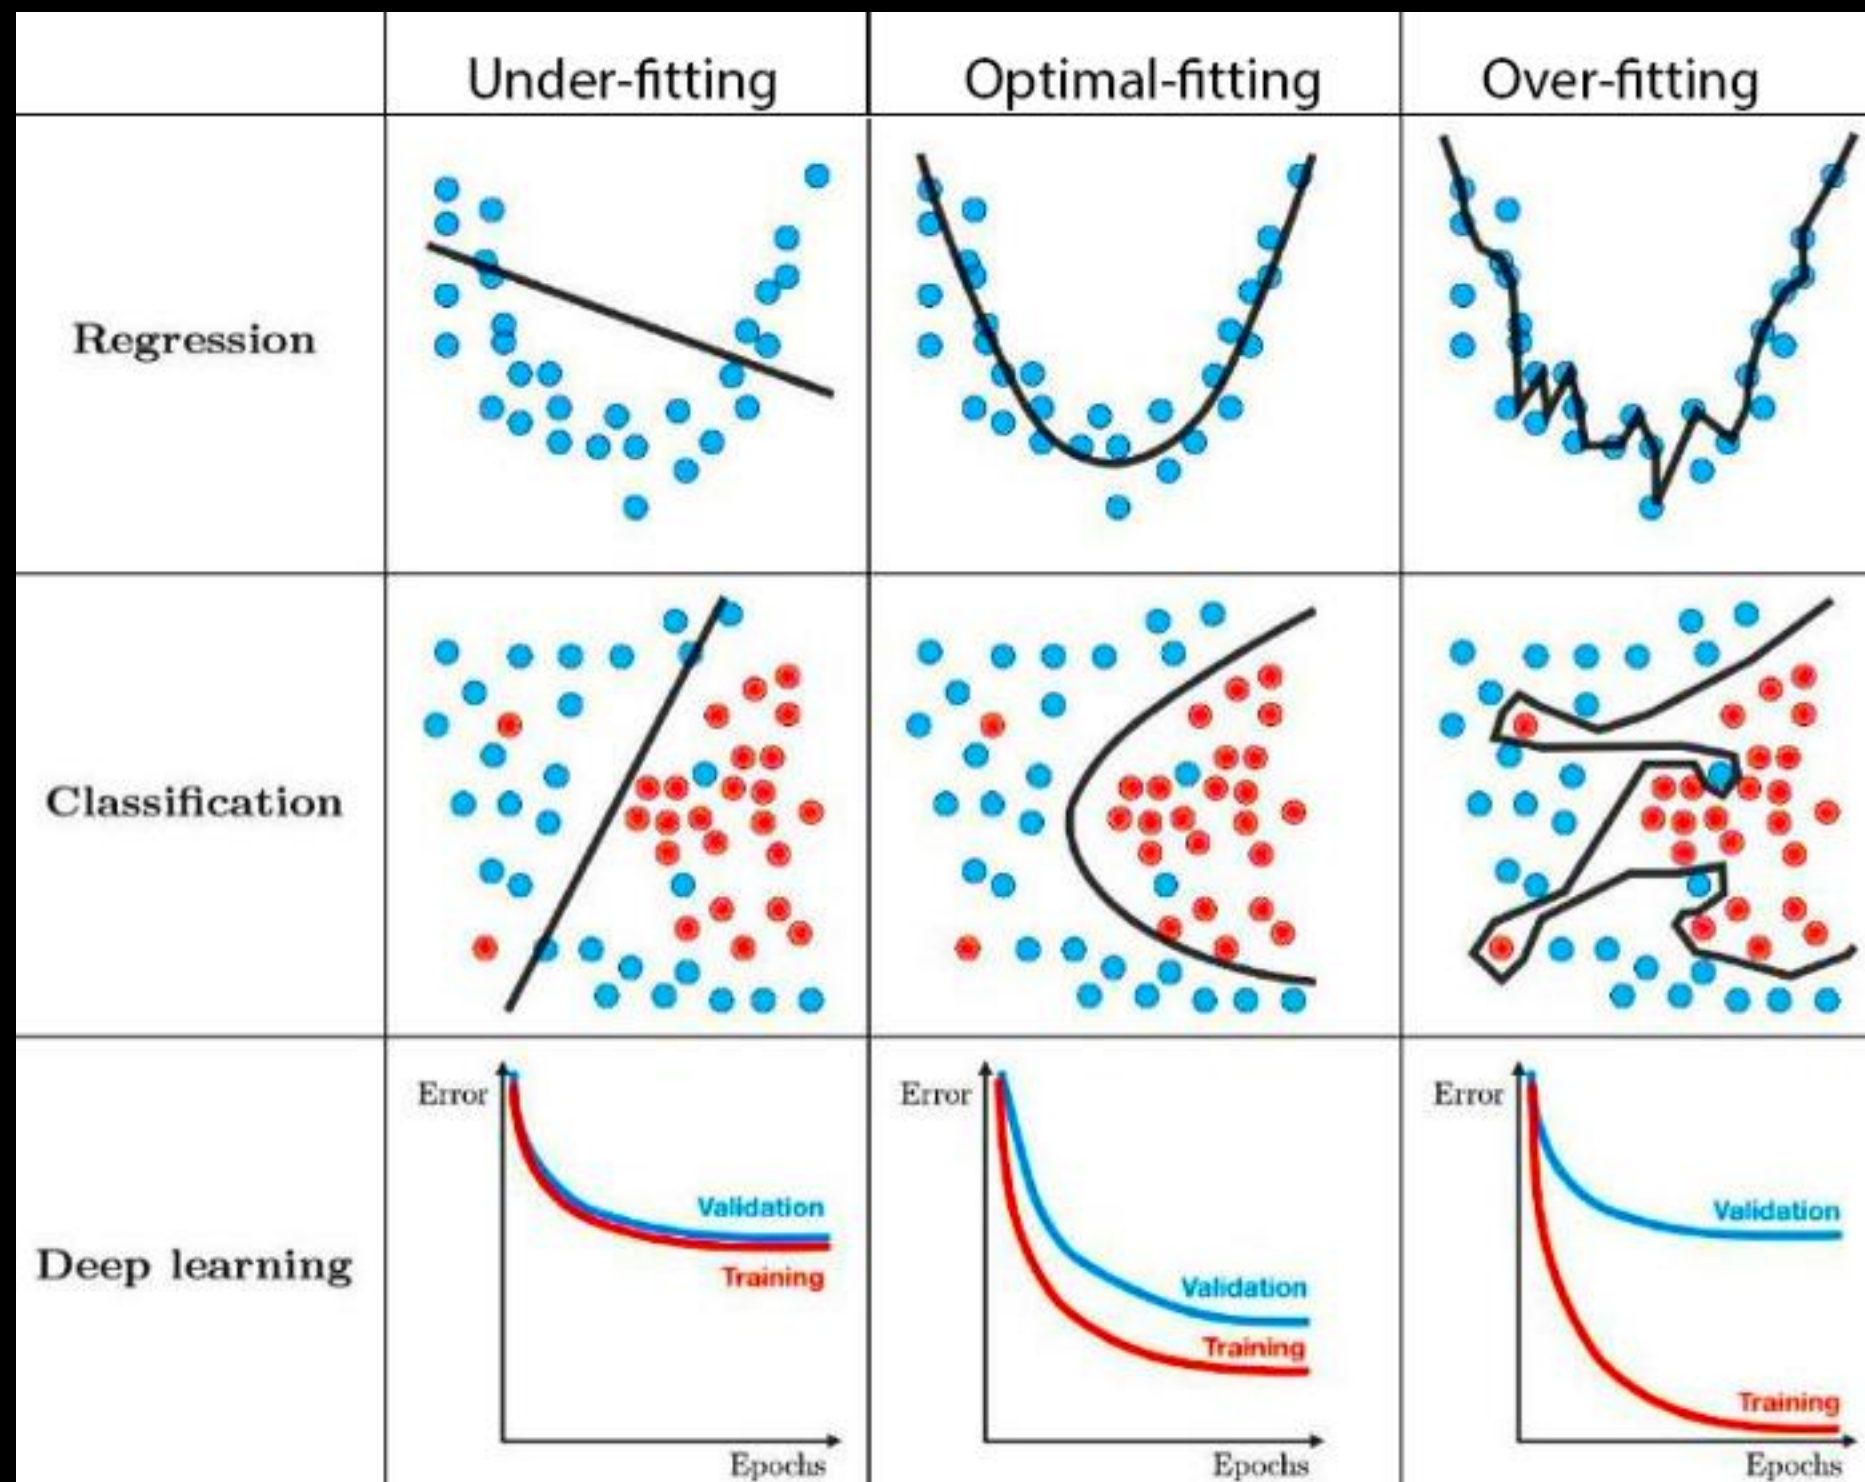 Under-fitting
Optimal-fitting
Over-fitting
Regression
Classification
Deep learning
Error
Validation
Training
Epochs
Error
Validation
Training
Epochs
Error
Validation
Training
Epochs